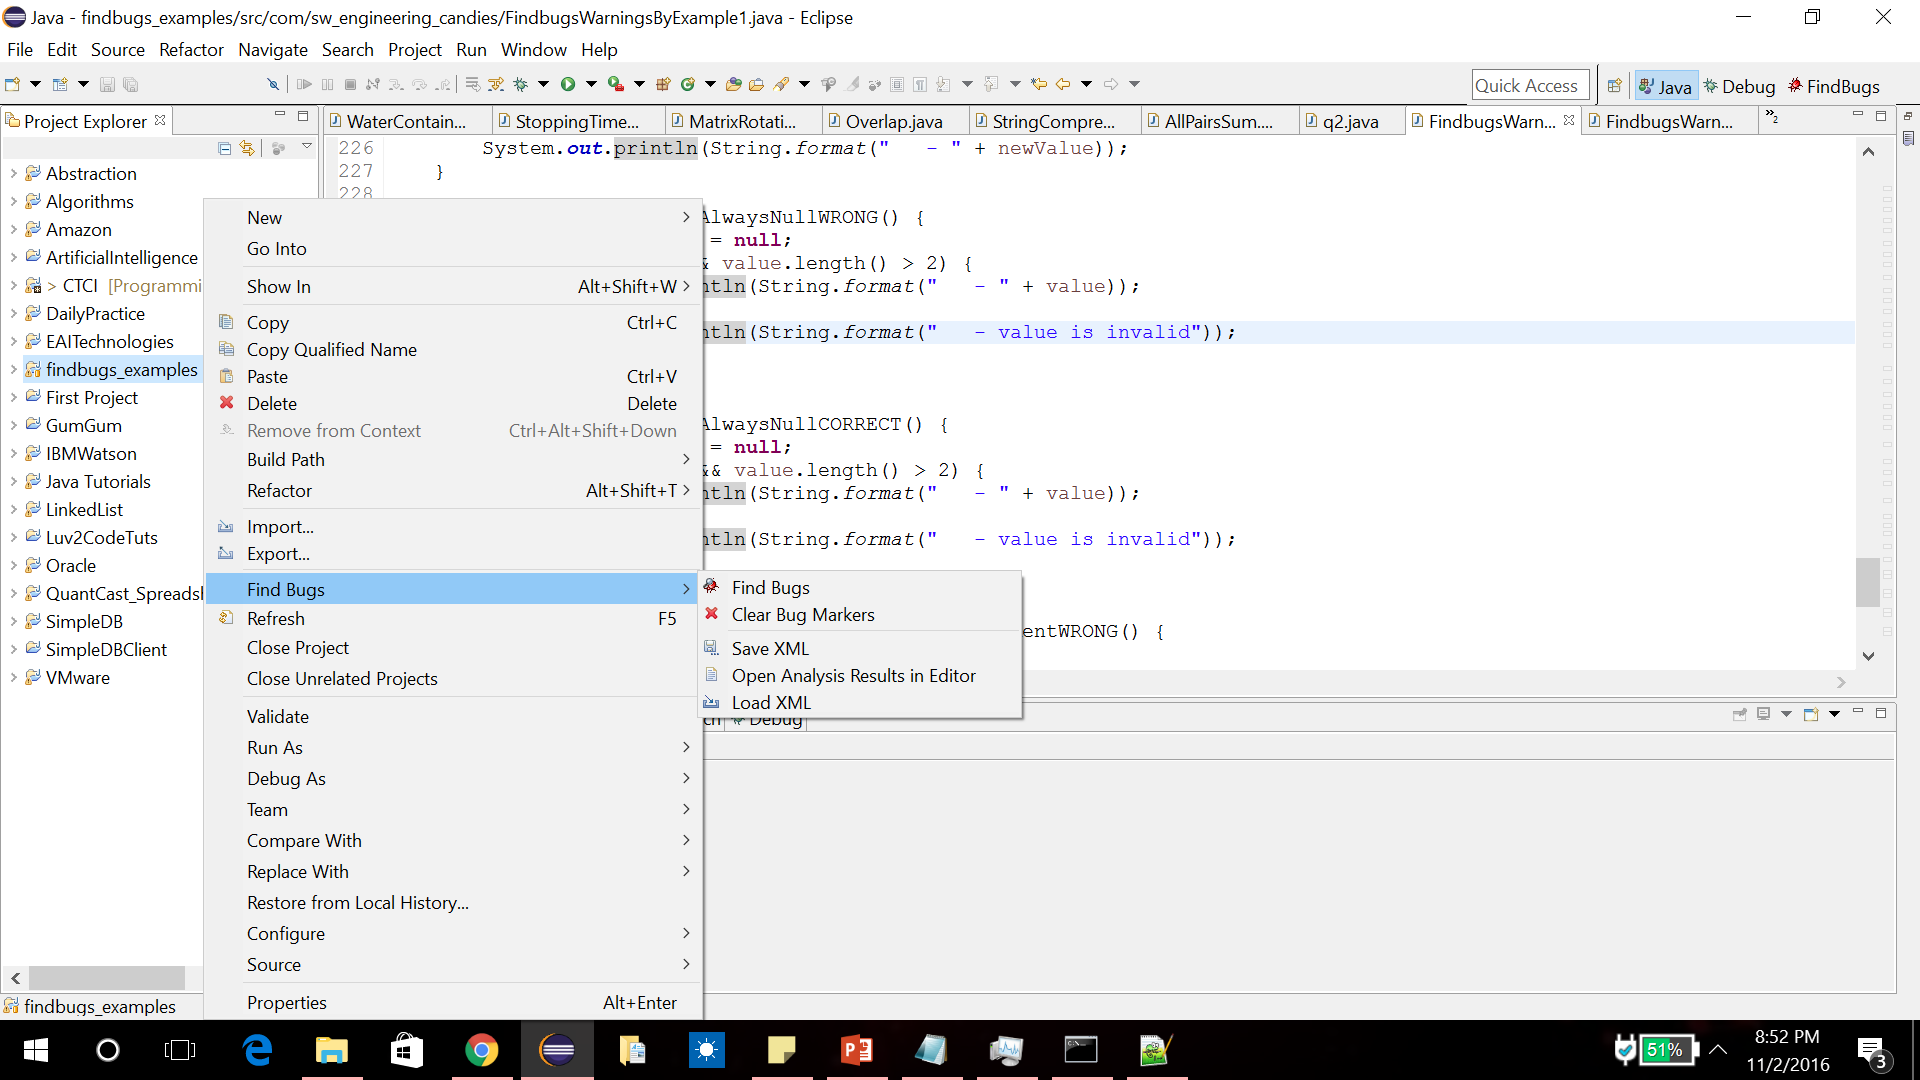 Java - findbugs_examples/src/com/sw_engineering_candies/FindbugsWarningsByExample1.java - Eclipse
File Edit Source Refactor Navigate Search Project Run Window Help
Quick Access
Java Debug FindBugs
Project Explorer
WaterContain... StoppingTime... MatrixRotati... Overlap.java StringCompre... AllPairsSum.... q2.java FindbugsWarn... FindbugsWarn... »2
Abstraction
Algorithms
Amazon
ArtificialIntelligence
> CTCI [Programmi
DailyPractice
EAITechnologies
findbugs_examples
First Project
GumGum
IBMWatson
Java Tutorials
LinkedList
Luv2CodeTuts
Oracle
QuantCast_Spreadsl
SimpleDB
SimpleDBClient
VMware
findbugs_examples
226 System.out.println(String.format("   - " + newValue));
227 }
228
AlwaysNullWRONG() {
= null;
& value.length() > 2) {
ntln(String.format("   - " + value));
ntln(String.format("   - value is invalid"));
AlwaysNullCORRECT() {
= null;
&& value.length() > 2) {
ntln(String.format("   - " + value));
ntln(String.format("   - value is invalid"));
entWRONG() {
New
Go Into
Show In Alt+Shift+W
Copy Ctrl+C
Copy Qualified Name
Paste Ctrl+V
Delete Delete
Remove from Context Ctrl+Alt+Shift+Down
Build Path
Refactor Alt+Shift+T
Import...
Export...
Find Bugs
Refresh F5
Close Project
Close Unrelated Projects
Validate
Run As
Debug As
Team
Compare With
Replace With
Restore from Local History...
Configure
Source
Properties Alt+Enter
Find Bugs
Clear Bug Markers
Save XML
Open Analysis Results in Editor
Load XML
ch Debug
51%
8:52 PM
11/2/2016
3